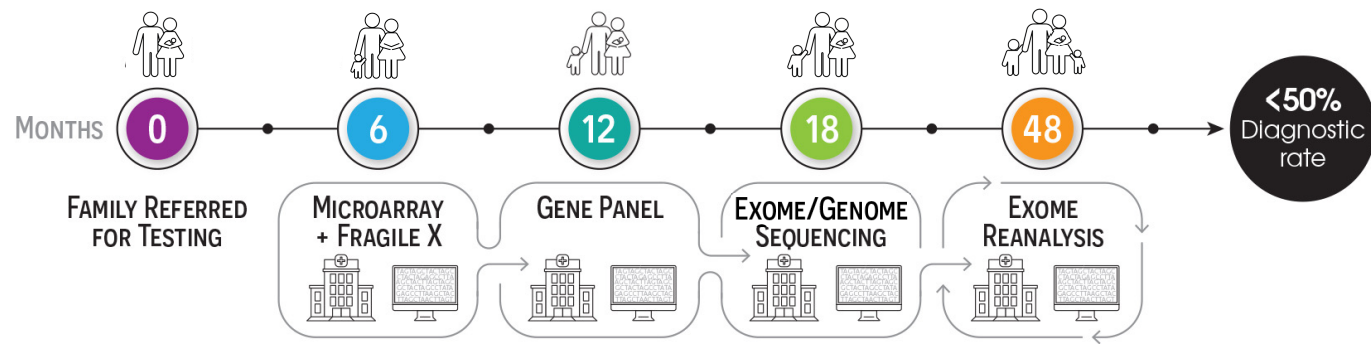 MONTHS
0
6
12
18
48
<50%
Diagnostic
rate
FAMILY REFERRED
FOR TESTING
MICROARRAY
+ FRAGILE X
GENE PANEL
EXOME/GENOME
SEQUENCING
EXOME
REANALYSIS